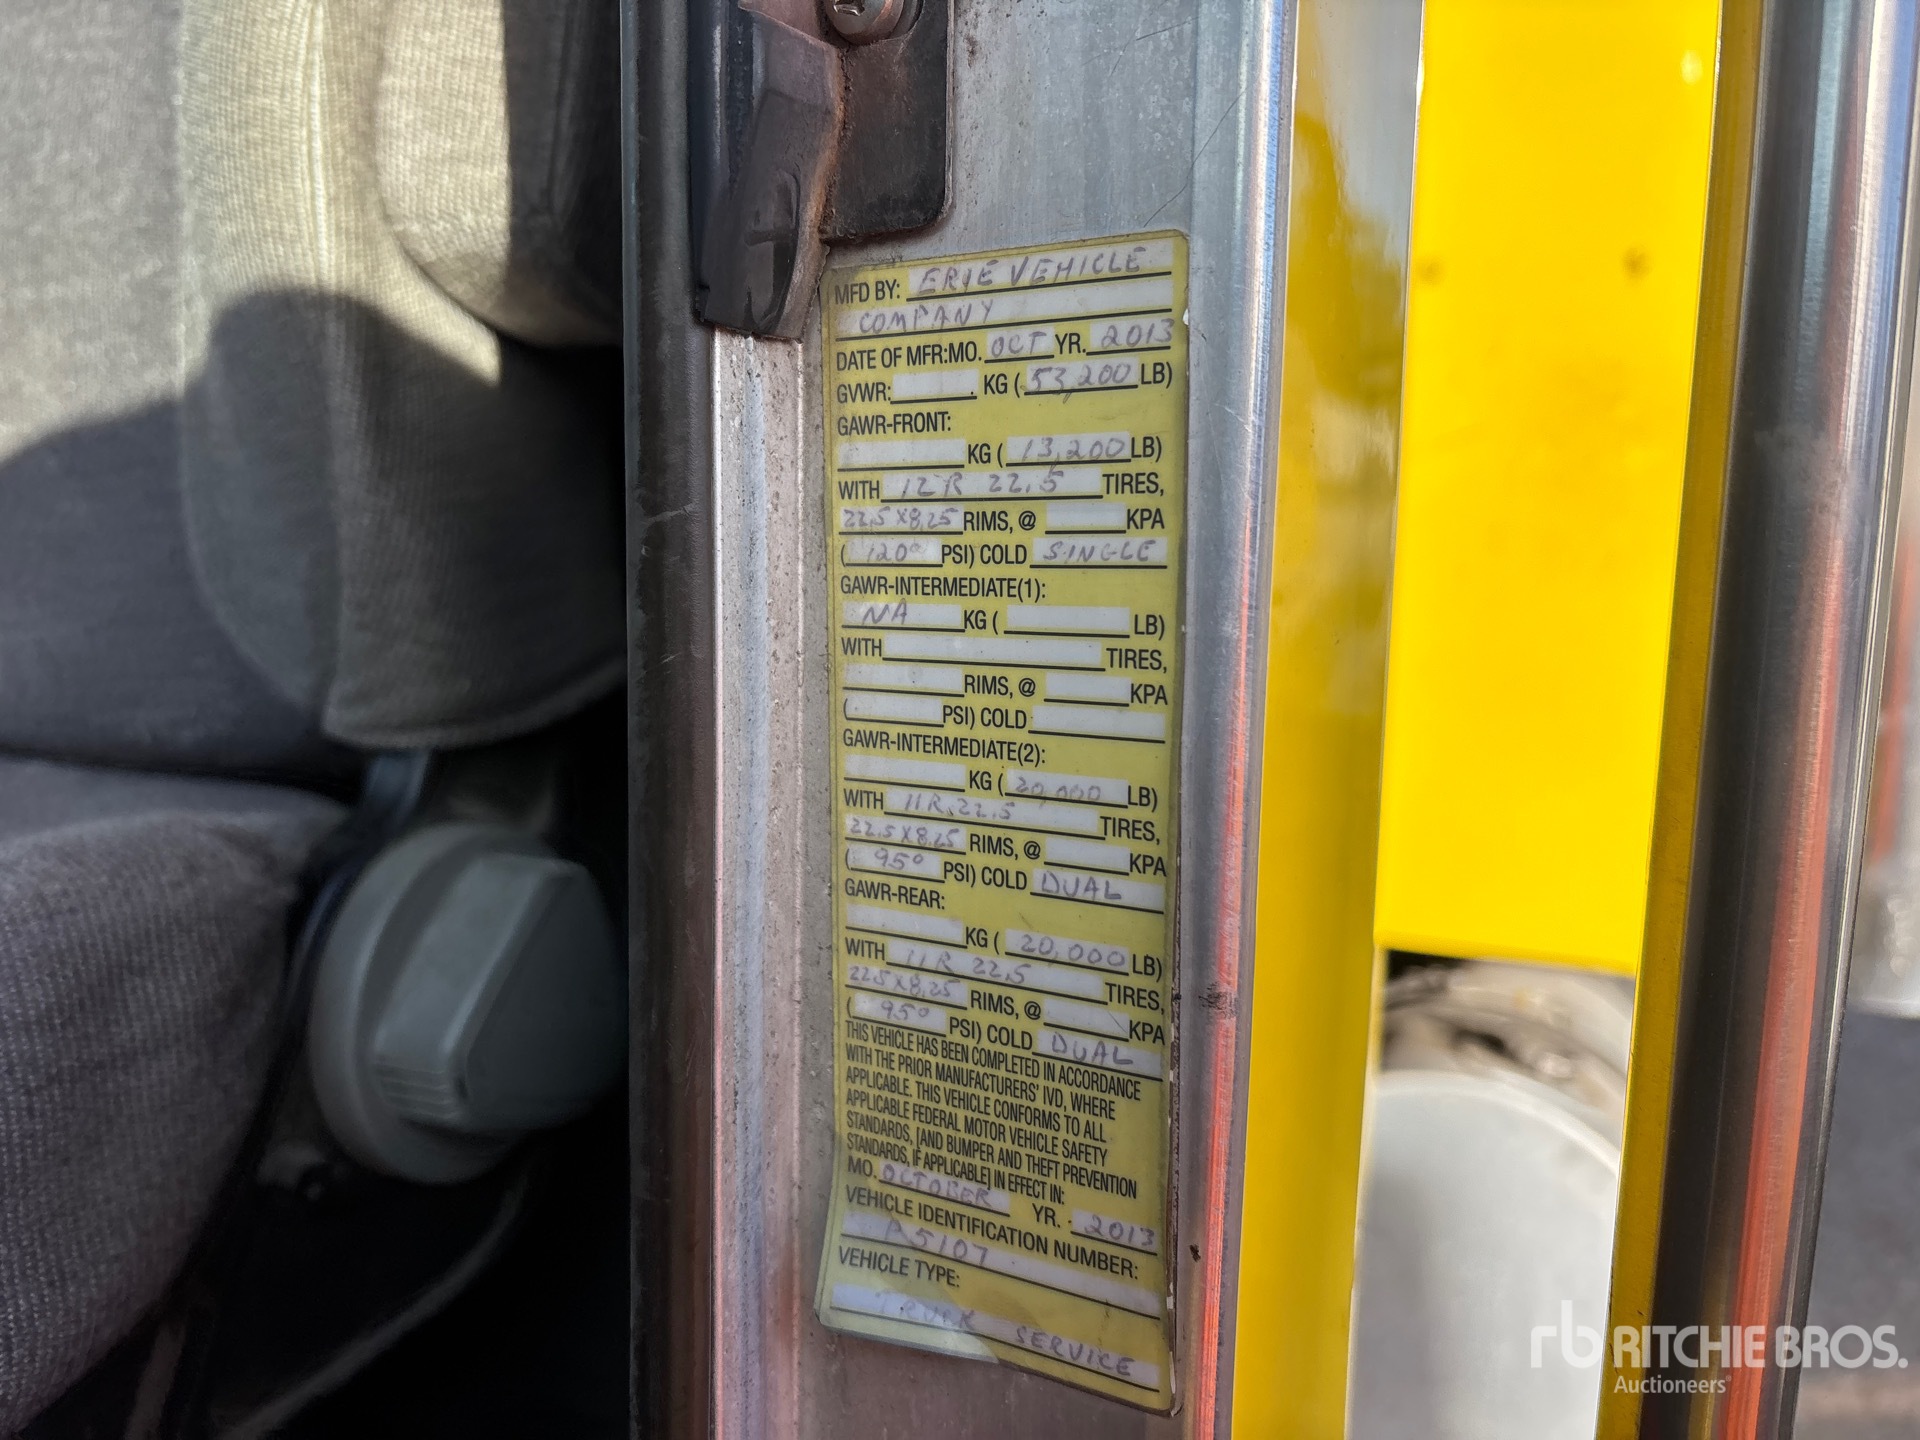 MFD BY: ERIE VEHICLE
COMPANY
DATE OF MFR:MO. OCT YR. 2013
GVWR: KG (53,200 LB)
GAWR-FRONT:
KG (13,200 LB)
WITH 12R 22.5 TIRES,
22.5 X8.25 RIMS, @ KPA
(120° PSI) COLD SINGLE
GAWR-INTERMEDIATE(1):
NA KG ( LB)
WITH TIRES,
RIMS, @ KPA
( PSI) COLD
GAWR-INTERMEDIATE(2):
KG (20,000 LB)
WITH 11R.22.5 TIRES,
22.5 X8.25 RIMS, @ KPA
(95° PSI) COLD DUAL
GAWR-REAR:
KG (20,000 LB)
WITH 11R 22.5 TIRES,
22.5 X8.25 RIMS, @ KPA
(95° PSI) COLD DUAL
THIS VEHICLE HAS BEEN COMPLETED IN ACCORDANCE
WITH THE PRIOR MANUFACTURERS' IVD, WHERE
APPLICABLE. THIS VEHICLE CONFORMS TO ALL
APPLICABLE FEDERAL MOTOR VEHICLE SAFETY
STANDARDS, [AND BUMPER AND THEFT PREVENTION
STANDARDS, IF APPLICABLE] IN EFFECT IN:
MO. OCTOBER YR. 2013
VEHICLE IDENTIFICATION NUMBER:
A5107
VEHICLE TYPE:
TRUCK SERVICE
rb RITCHIE BROS.
Auctioneers